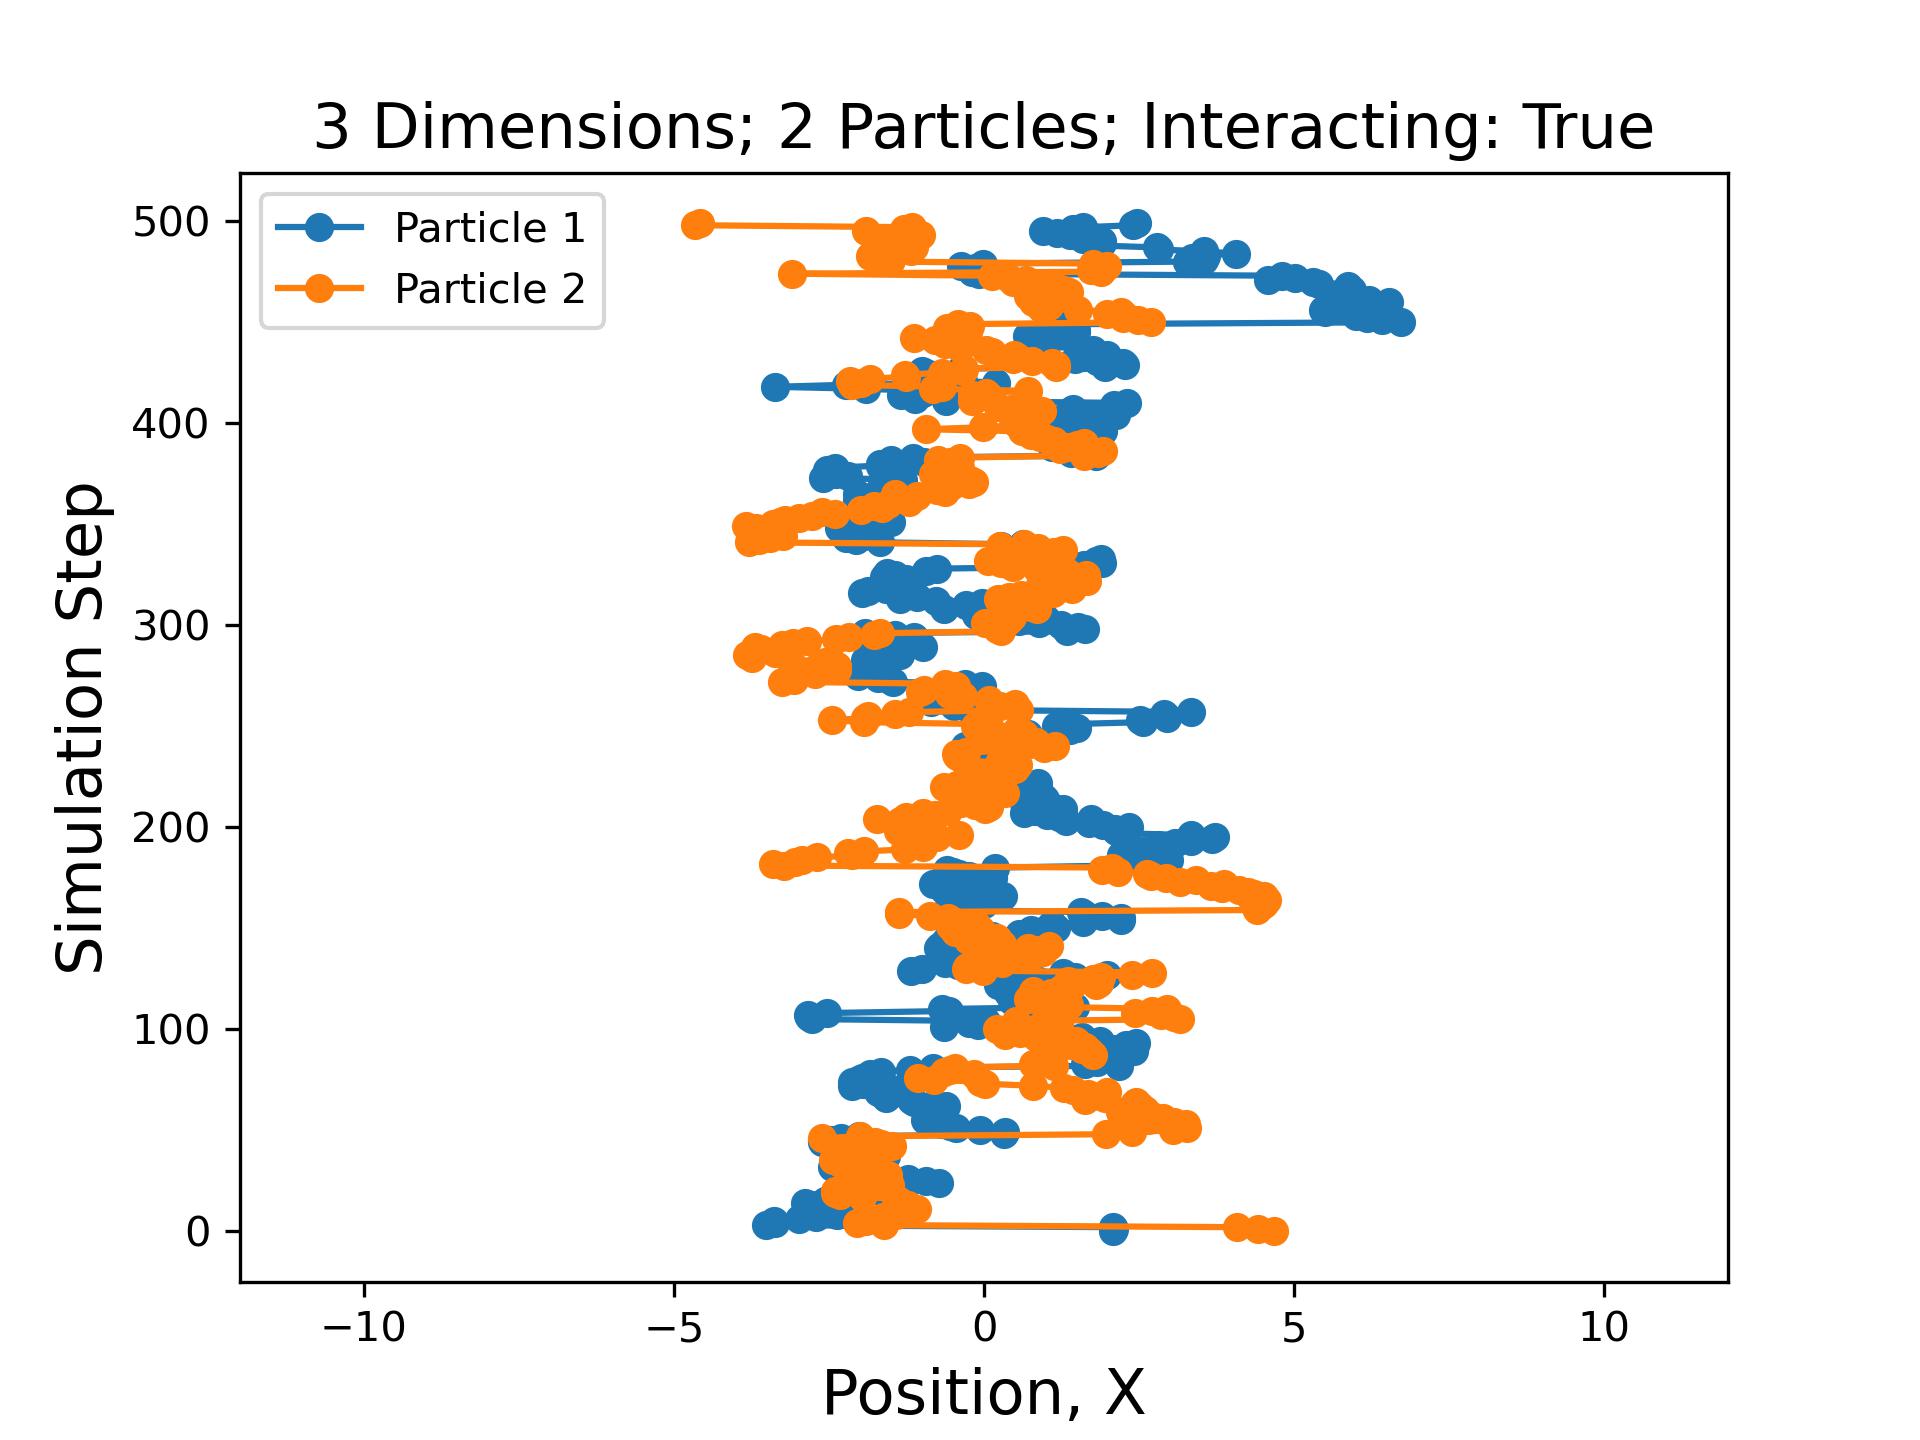 3 Dimensions; 2 Particles; Interacting: True
Particle 1
Particle 2
500
400
300
200
100
0
Simulation Step
−10
−5
0
5
10
Position, X